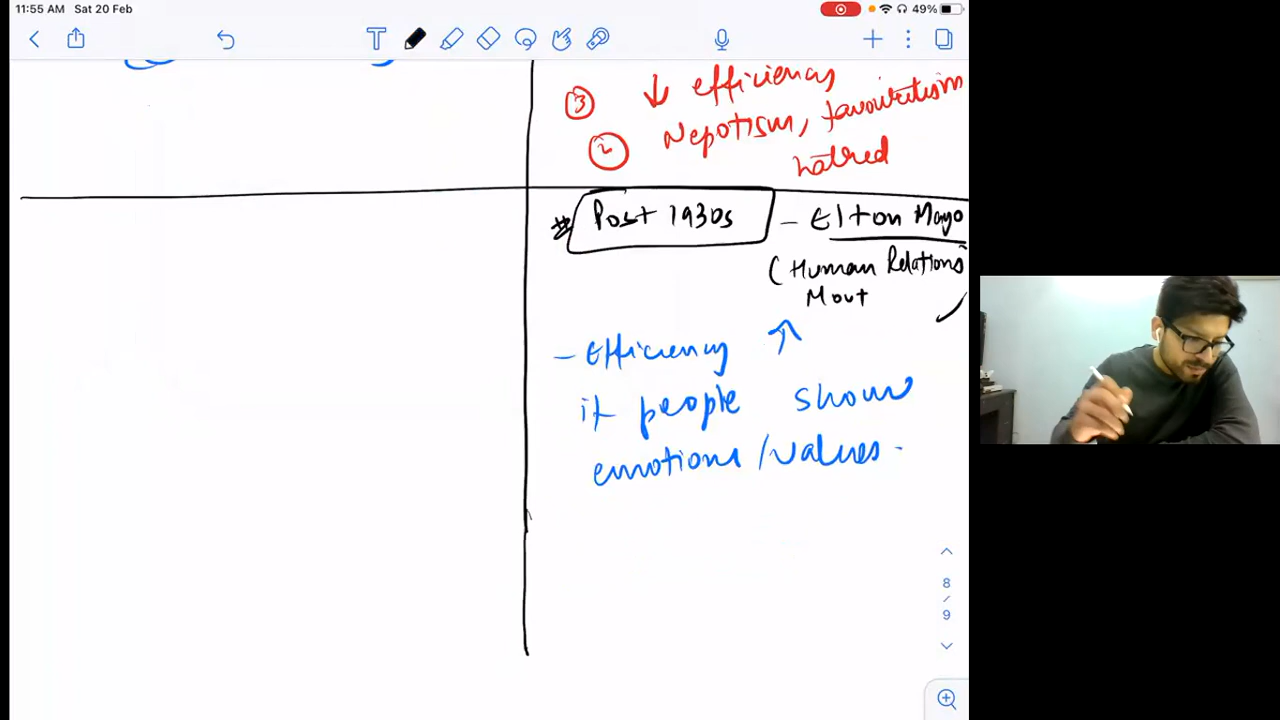 11:55 AM Sat 20 Feb
49%
③ ↓ efficiency
② Nepotism, favouritism
hatred
# Post 1930s - Elton Mayo
(Human Relations
Mout
- Efficiency ↑
if people show
emotions/values -
8
/
9